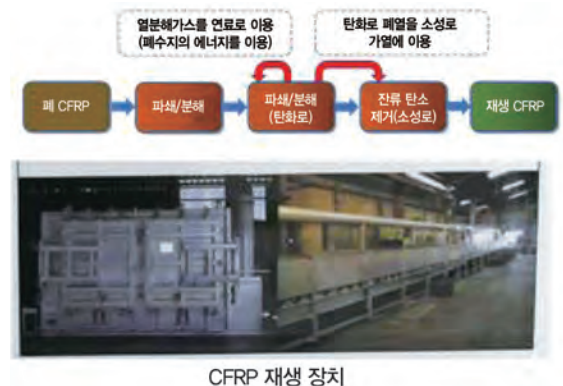 열분해가스를 연료로 이용
(폐수지의 에너지를 이용)
탄화로 폐열을 소성로
가열에 이용
폐 CFRP
파쇄/분해
파쇄/분해
(탄화로)
잔류 탄소
제거(소성로)
재생 CFRP
CFRP 재생 장치